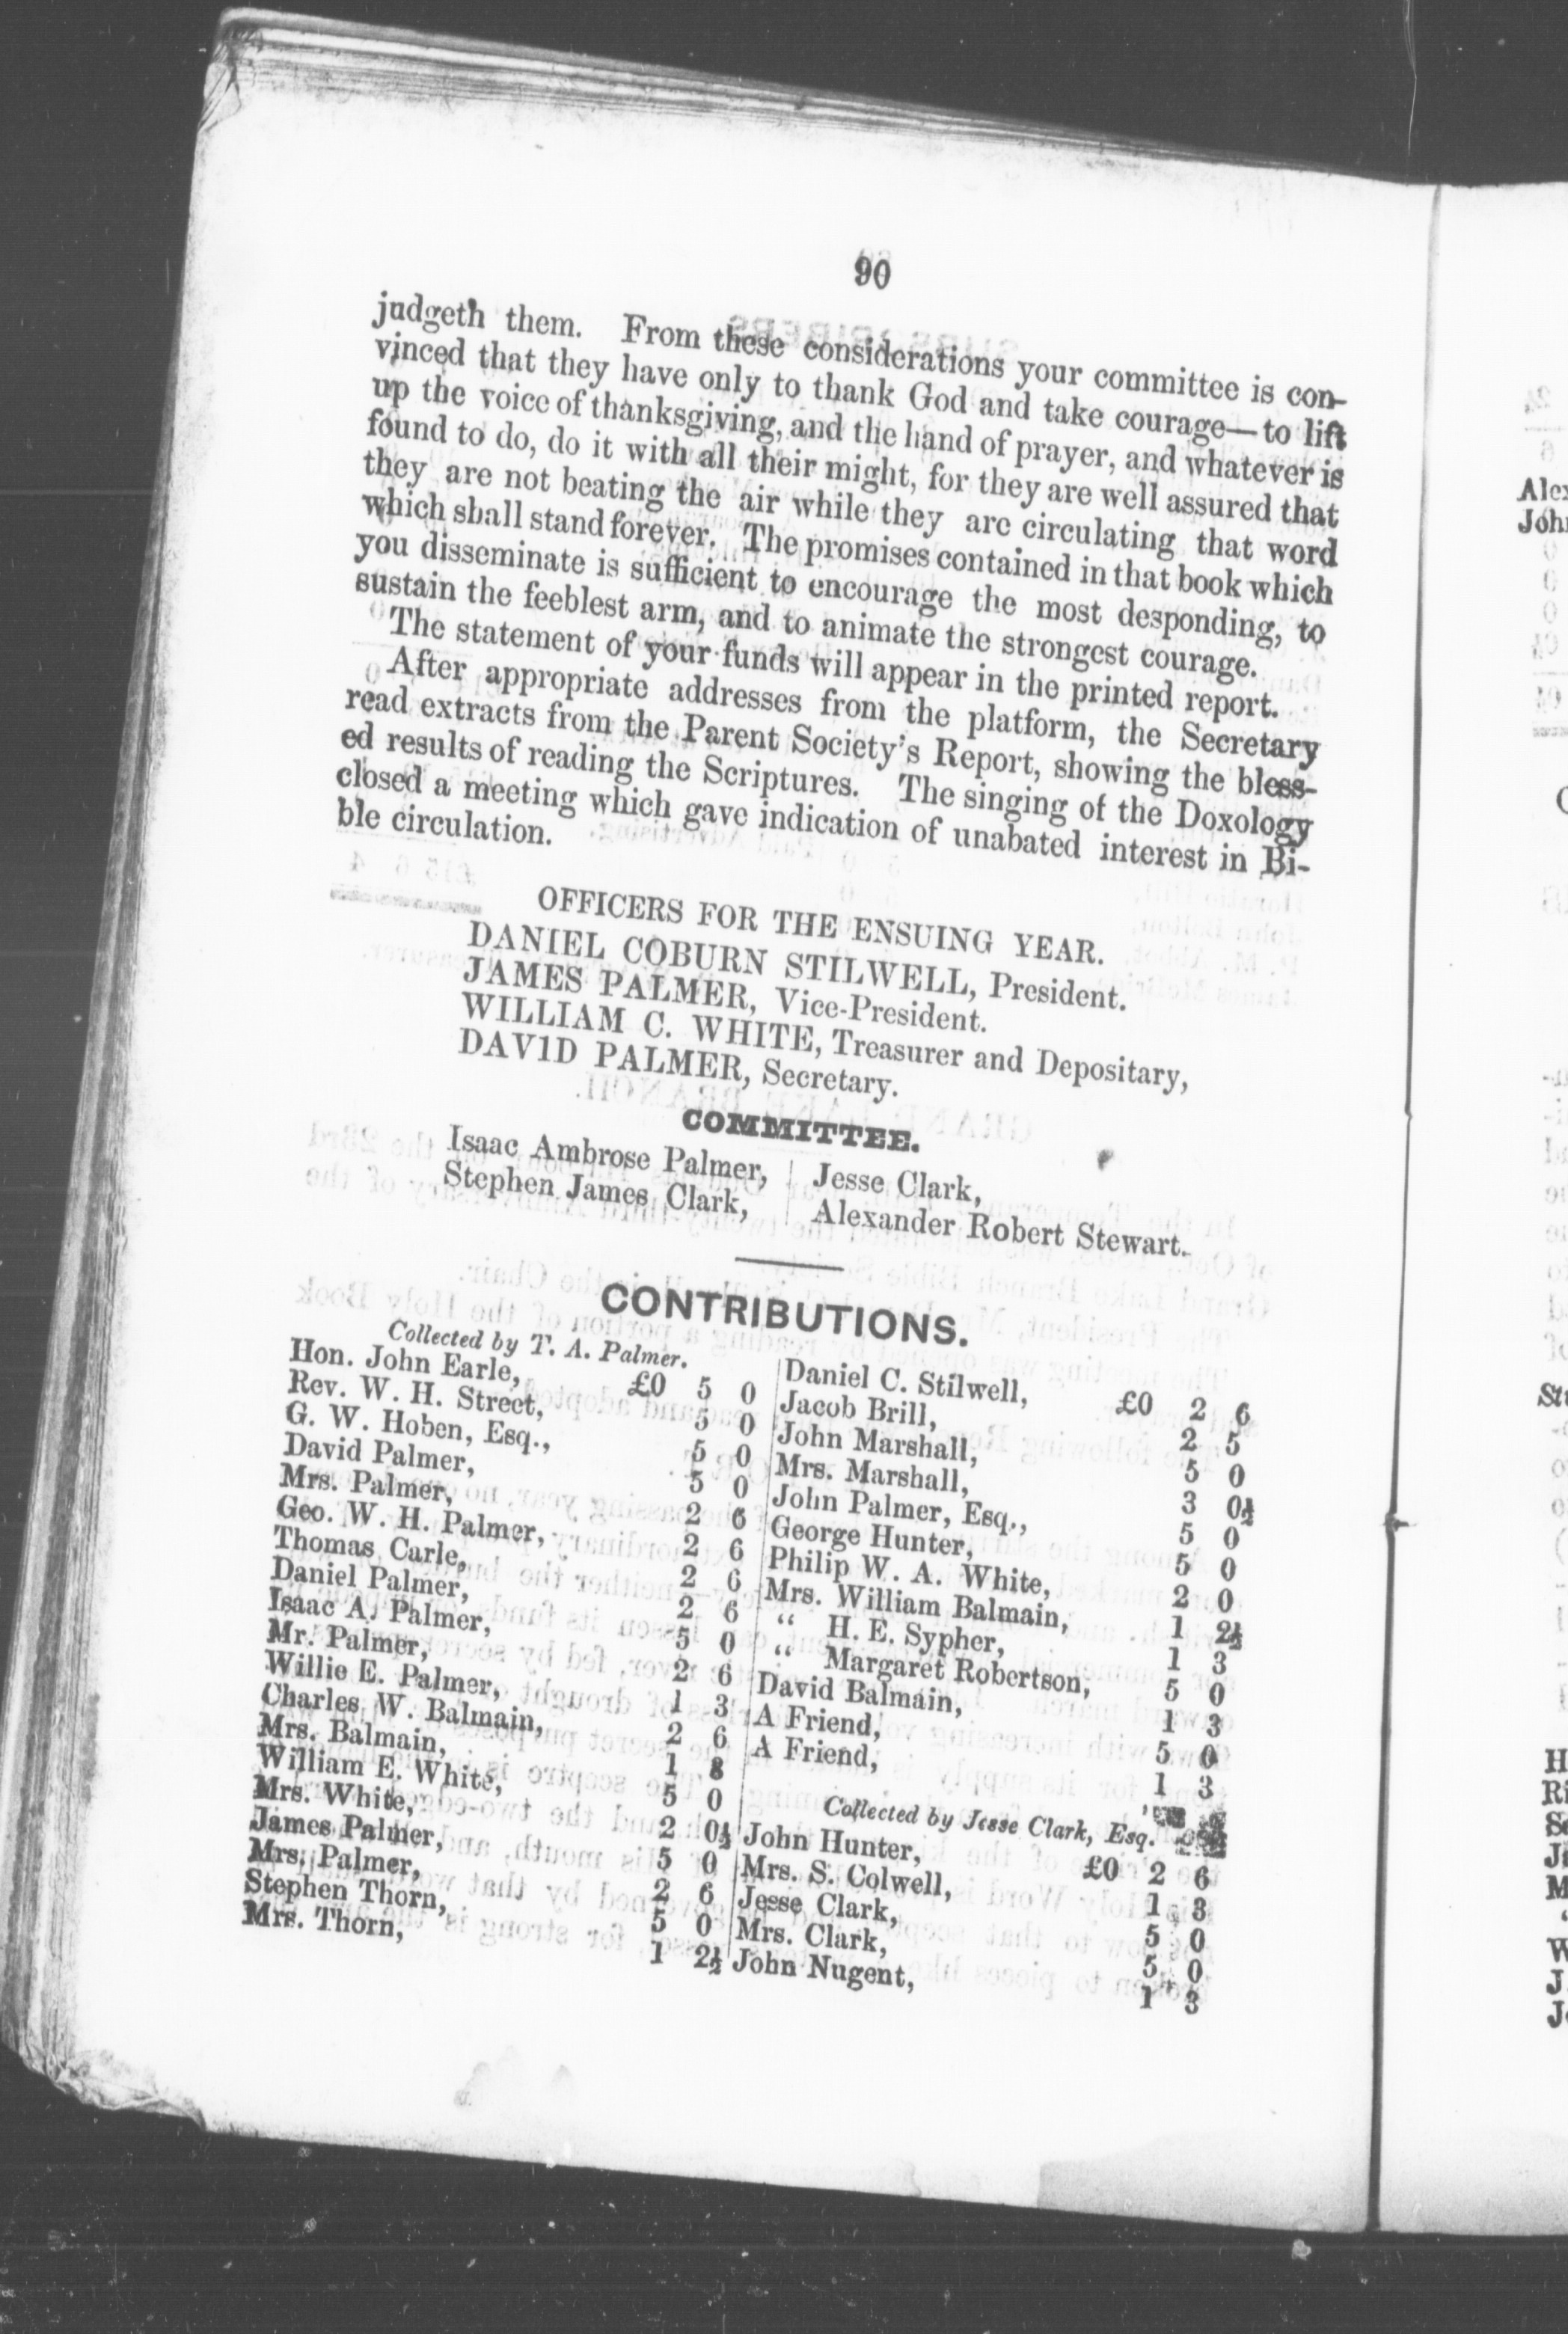 90
judgeth them. From these considerations your committee is con-
vinced that they have only to thank God and take courage—to lift
up the voice of thanksgiving, and the hand of prayer, and whatever is
found to do, do it with all their might, for they are well assured that
they are not beating the air while they are circulating that word
which shall stand forever. The promises contained in that book which
you disseminate is sufficient to encourage the most desponding, to
sustain the feeblest arm, and to animate the strongest courage.
The statement of your funds will appear in the printed report.
After appropriate addresses from the platform, the Secretary
read extracts from the Parent Society's Report, showing the bless-
ed results of reading the Scriptures. The singing of the Doxology
closed a meeting which gave indication of unabated interest in Bi-
ble circulation.
OFFICERS FOR THE ENSUING YEAR.
DANIEL COBURN STILWELL, President.
JAMES PALMER, Vice-President.
WILLIAM C. WHITE, Treasurer and Depositary,
DAV1D PALMER, Secretary.
COMMITTEE.
Isaac Ambrose Palmer,
Stephen James Clark,
Jesse Clark,
Alexander Robert Stewart.
CONTRIBUTIONS.
Collected by T. A. Palmer.
Hon. John Earle, £0 5 0
Rev. W. H. Street, 5 0
G. W. Hoben, Esq., 5 0
David Palmer, 5 0
Mrs. Palmer, 2 6
Geo. W. H. Palmer, 2 6
Thomas Carle, 2 6
Daniel Palmer, 2 6
Isaac A. Palmer, 5 0
Mr. Palmer, 2 6
Willie E. Palmer, 1 3
Charles W. Balmain, 2 6
Mrs. Balmain, 1 8
William E. White, 5 0
Mrs. White, 2 0½
James Palmer, 5 0
Mrs. Palmer, 2 6
Stephen Thorn, 5 0
Mrs. Thorn, 1 2½
Daniel C. Stilwell, £0 2 6
Jacob Brill, 2 5
John Marshall, 5 0
Mrs. Marshall, 3 0½
John Palmer, Esq., 5 0
George Hunter, 5 0
Philip W. A. White, 2 0
Mrs. William Balmain, 1 2½
“ H. E. Sypher, 1 3
“ Margaret Robertson, 5 0
David Balmain, 1 3
A Friend, 5 0
A Friend, 1 3
Collected by Jesse Clark, Esq.
John Hunter, £0 2 6
Mrs. S. Colwell, 1 3
Jesse Clark, 5 0
Mrs. Clark, 5 0
John Nugent, 1 3